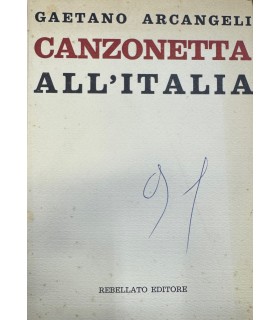 GAETANO ARCANGELI
CANZONETTA
ALL'ITALIA
REBELLATO EDITORE